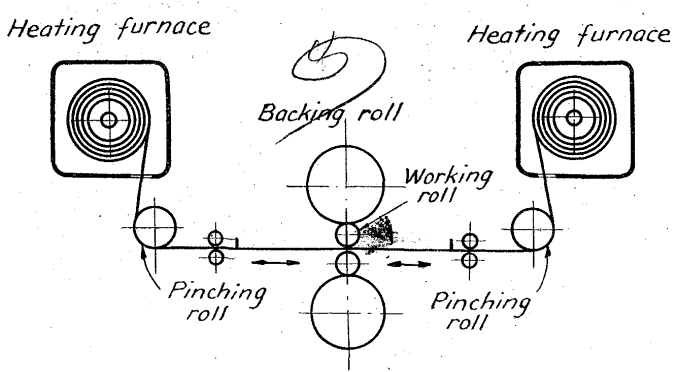 Heating furnace
Heating furnace
Backing roll
Working
roll
Pinching
roll
Pinching
roll